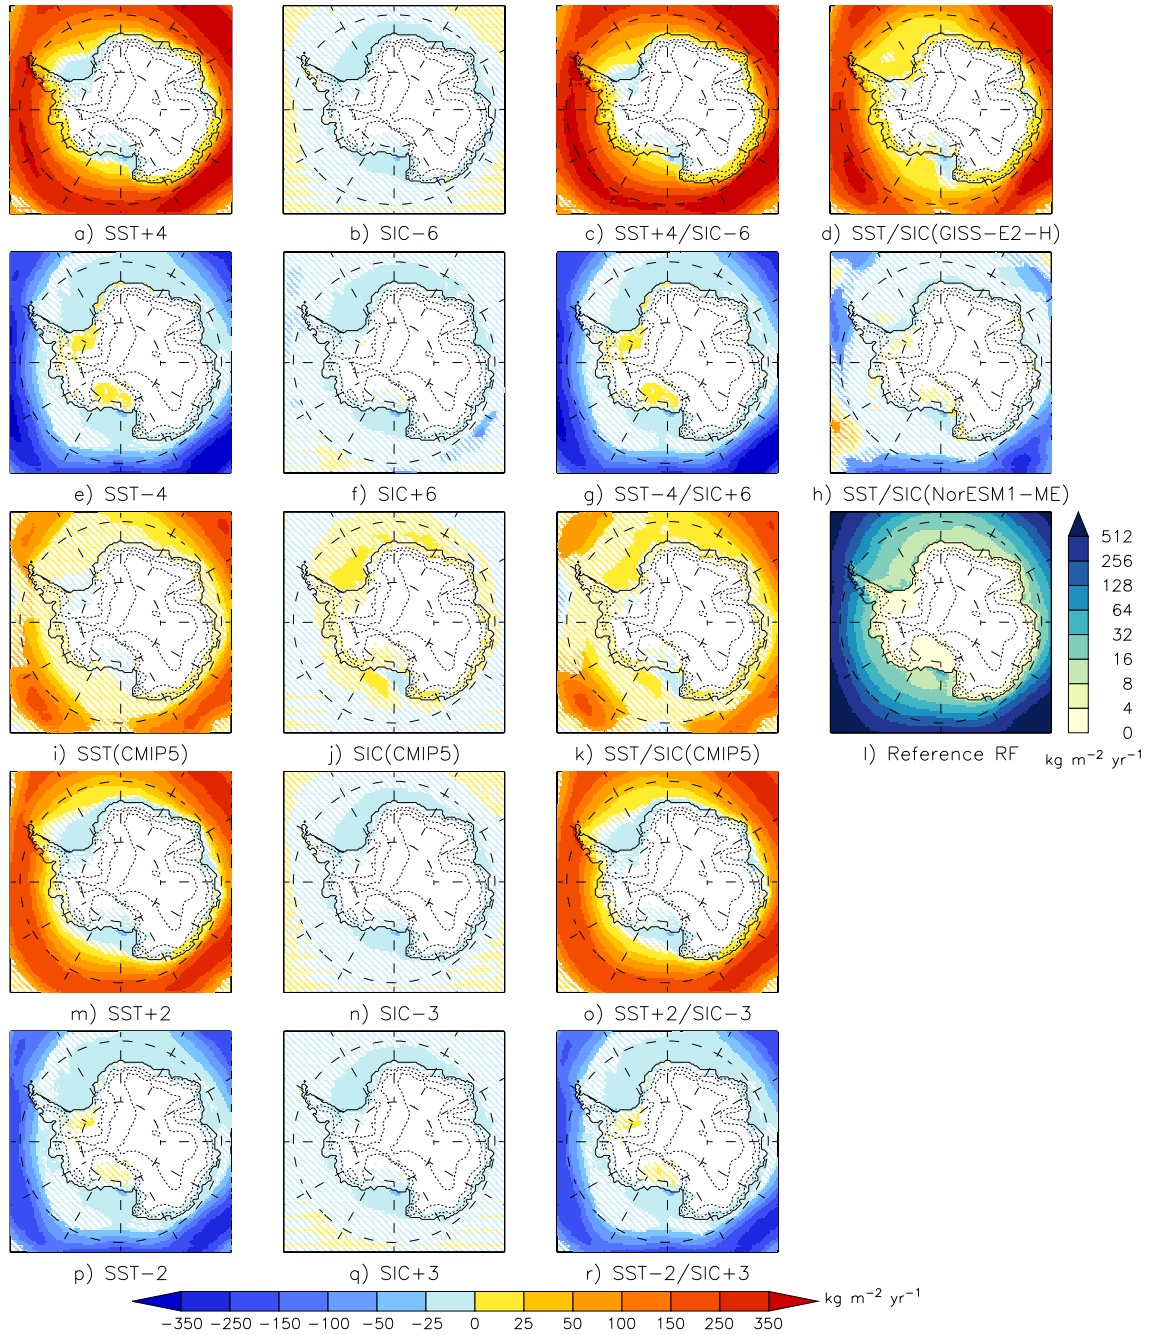 a) SST+4
b) SIC−6
c) SST+4/SIC−6
d) SST/SIC(GISS−E2−H)
e) SST−4
f) SIC+6
g) SST−4/SIC+6
h) SST/SIC(NorESM1−ME)
512
256
128
64
32
16
8
4
0
kg m−2 yr−1
i) SST(CMIP5)
j) SIC(CMIP5)
k) SST/SIC(CMIP5)
l) Reference RF
m) SST+2
n) SIC−3
o) SST+2/SIC−3
p) SST−2
q) SIC+3
r) SST−2/SIC+3
−350 −250 −150 −100 −50 −25 0 25 50 100 150 250 350
kg m−2 yr−1